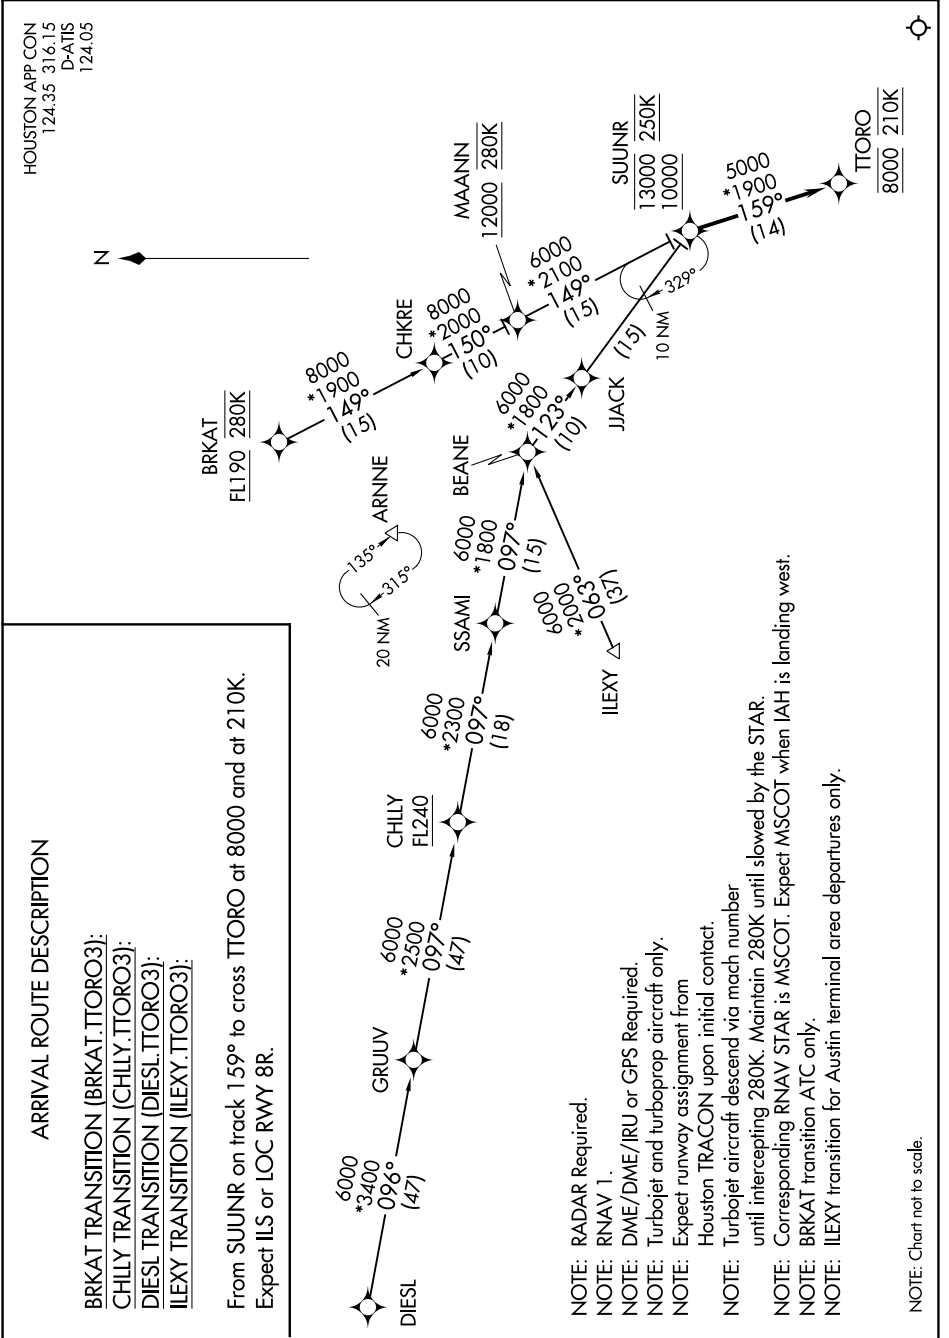 ARRIVAL ROUTE DESCRIPTION
BRKAT TRANSITION (BRKAT.TTORO3):
CHLLY TRANSITION (CHLLY.TTORO3):
DIESL TRANSITION (DIESL.TTORO3):
ILEXY TRANSITION (ILEXY.TTORO3):
From SUUNR on track 159° to cross TTORO at 8000 and at 210K.
Expect ILS or LOC RWY 8R.
HOUSTON APP CON
124.35 316.15
D-ATIS
124.05
N
BRKAT
FL190 280K
8000
*1900
149°
(15)
CHKRE
8000
*2000
150°
(10)
MAANN
12000 280K
6000
*2100
149°
(15)
SUUNR
13000 250K
10000
5000
*1900
159°
(14)
TTORO
8000 210K
ARNNE
135°
315°
20 NM
329°
10 NM
(15)
JJACK
6000
*1800
123°
(10)
BEANE
6000
*1800
097°
(15)
SSAMI
6000
*2000
063°
(37)
ILEXY
6000
*2300
097°
(18)
CHLLY
FL240
6000
*2500
097°
(47)
GRUUV
6000
*3400
096°
(47)
DIESL
NOTE: RADAR Required.
NOTE: RNAV 1.
NOTE: DME/DME/IRU or GPS Required.
NOTE: Turbojet and turboprop aircraft only.
NOTE: Expect runway assignment from
Houston TRACON upon initial contact.
NOTE: Turbojet aircraft descend via mach number
until intercepting 280K. Maintain 280K until slowed by the STAR.
NOTE: Corresponding RNAV STAR is MSCOT. Expect MSCOT when IAH is landing west.
NOTE: BRKAT transition ATC only.
NOTE: ILEXY transition for Austin terminal area departures only.
NOTE: Chart not to scale.